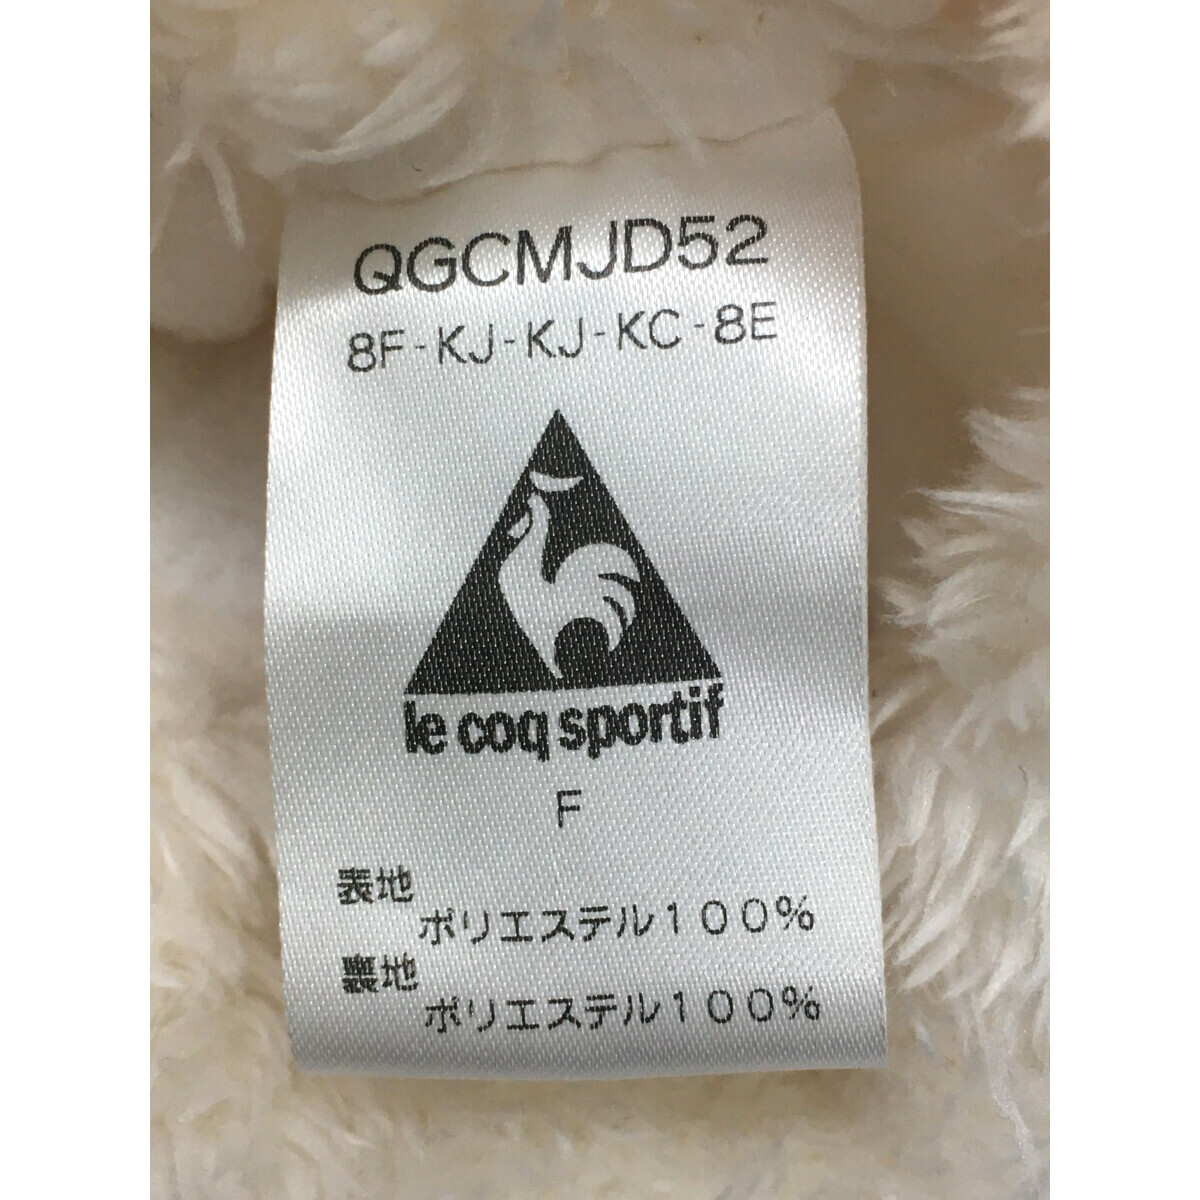 QGCMJD52
8F-KJ-KJ-KC-8E
le coq sportif
F
表地
ポリエステル100%
裏地
ポリエステル100%